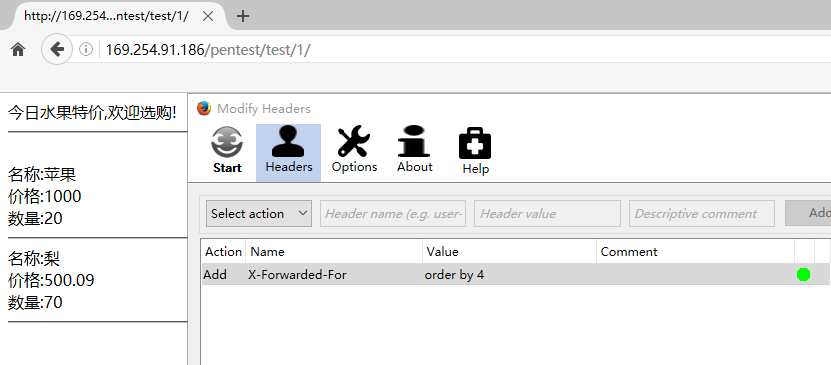 http://169.254...ntest/test/1/
169.254.91.186/pentest/test/1/
今日水果特价,欢迎选购!
名称:苹果
价格:1000
数量:20
名称:梨
价格:500.09
数量:70
Modify Headers
Start Headers Options About Help
Select action Header name (e.g. user- Header value Descriptive comment Add
Action Name Value Comment
Add X-Forwarded-For order by 4